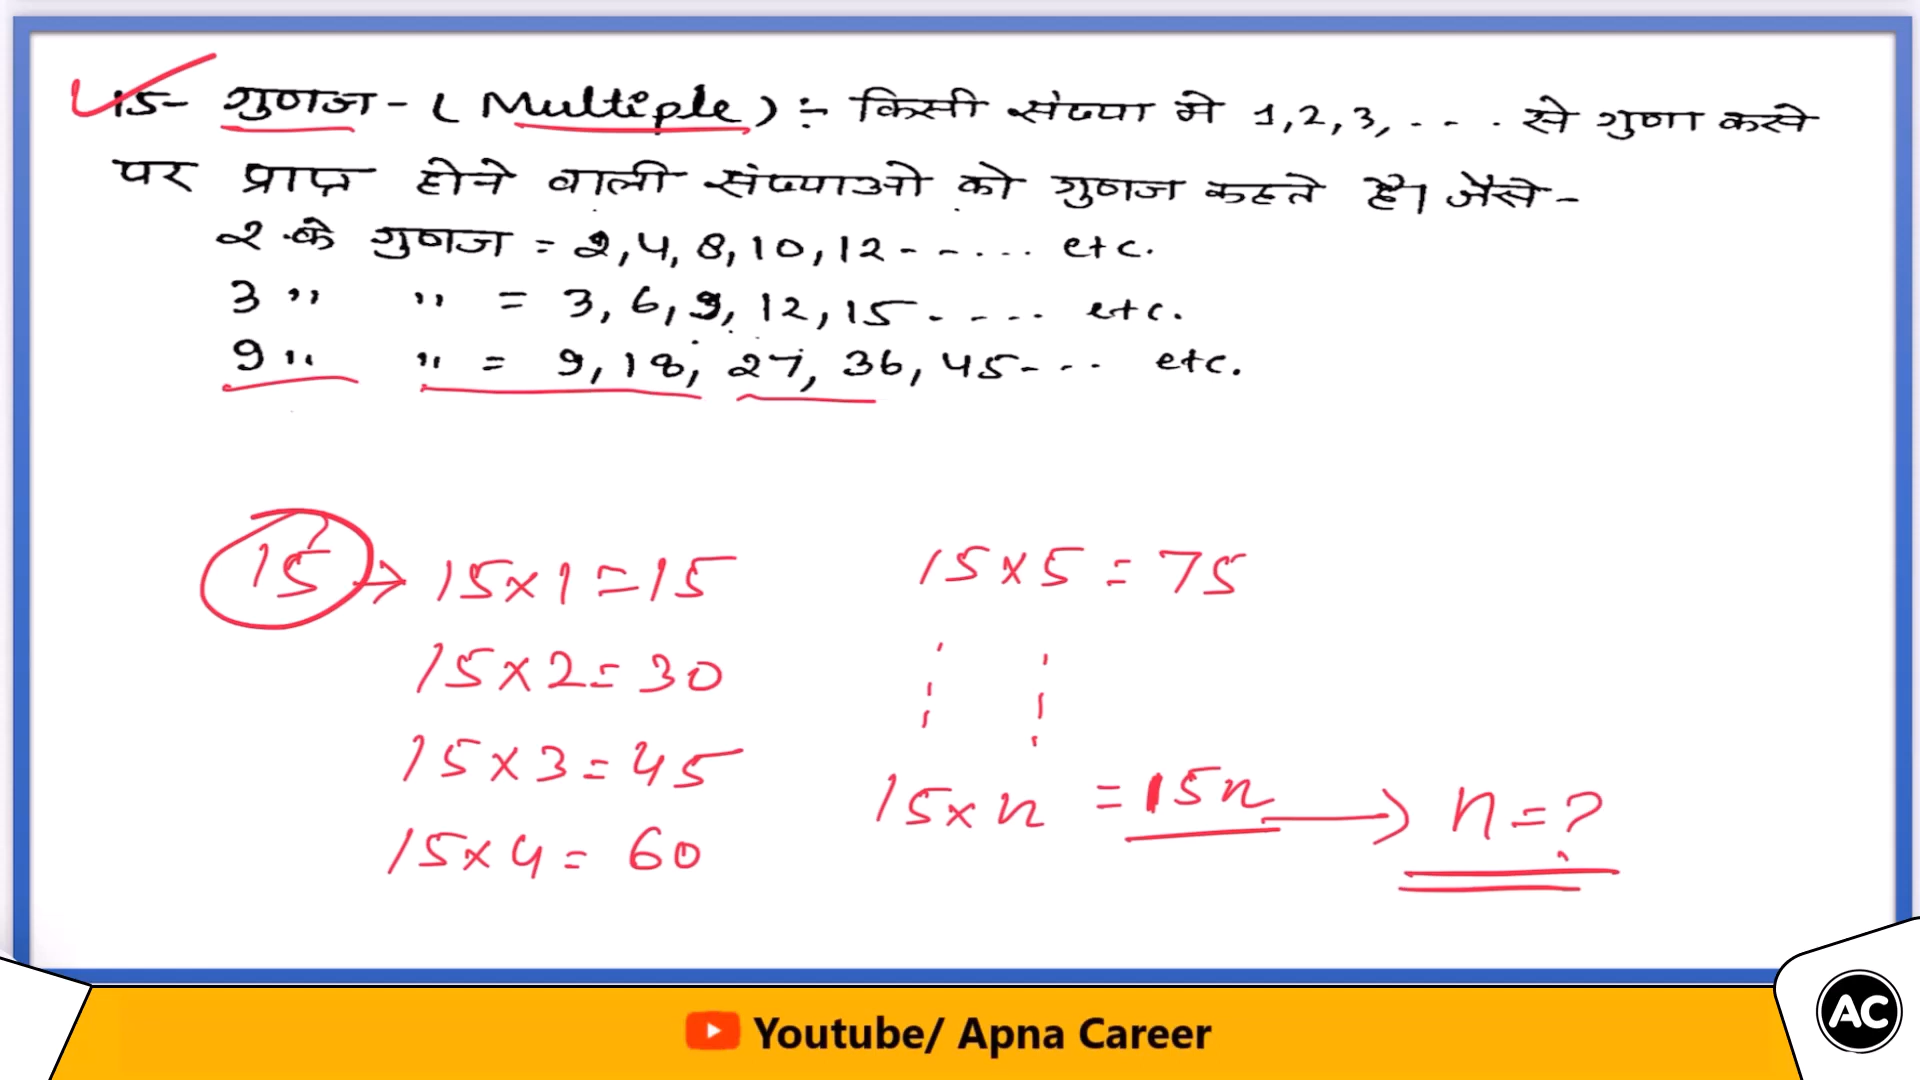 15- गुणज - ( Multiple ) :- किसी संख्या मे 1,2,3, . - - . से गुणा करने
पर प्राप्त होने वाली संख्याओ को गुणज कहते है। जैसे -
2 के गुणज = 2,4,8,10,12 - - - . . . etc.
3 ,, ,, = 3, 6, 9, 12, 15 . - - - . etc.
9 ,, ,, = 9, 18, 27, 36, 45 - - - . etc.
15 → 15×1=15 15×5=75
15×2=30
15×3=45
15×n =15n → n=?
15×4=60
Youtube/ Apna Career
AC